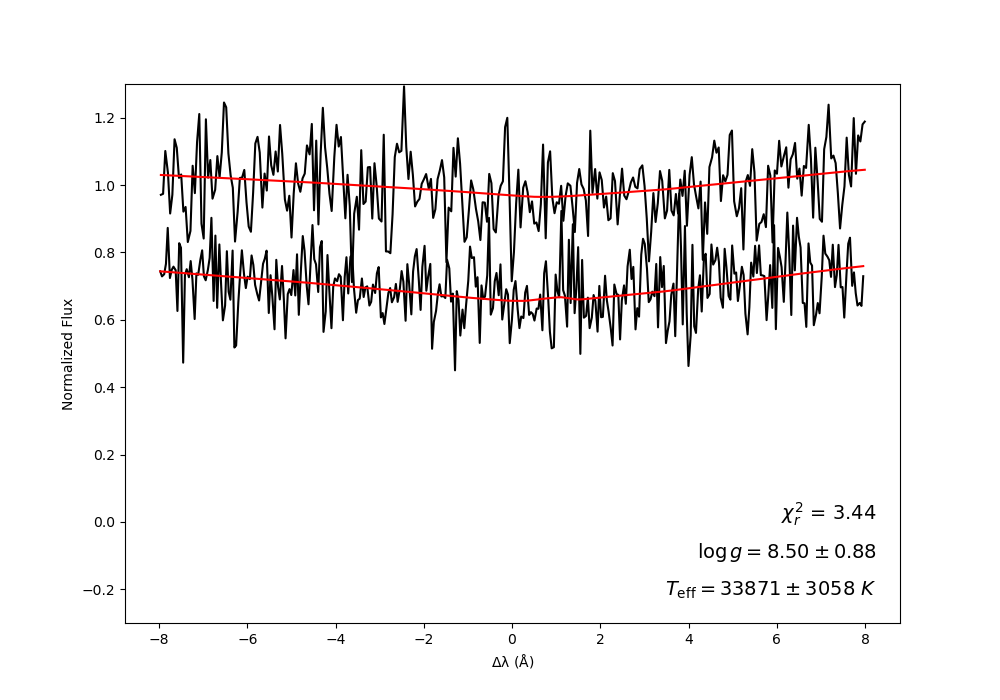 1.2
1.0
0.8
0.6
0.4
0.2
0.0
−0.2
Normalized Flux
χ²ᵣ = 3.44
log g = 8.50 ± 0.88
T_eff = 33871 ± 3058 K
−8 −6 −4 −2 0 2 4 6 8
Δλ (Å)